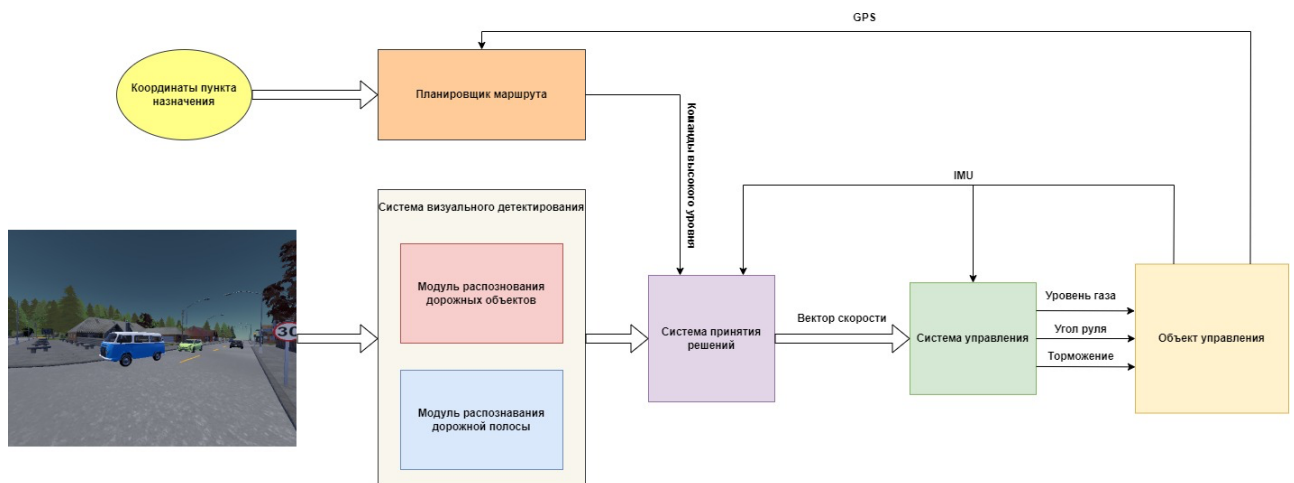 GPS
Координаты пункта
назначения
Планировщик маршрута
Команды высокого уровня
IMU
Система визуального детектирования
Модуль распознования
дорожных объектов
30
Модуль распознавания
дорожной полосы
Система принятия
решений
Вектор скорости
Система управления
Уровень газа
Угол руля
Торможение
Объект управления